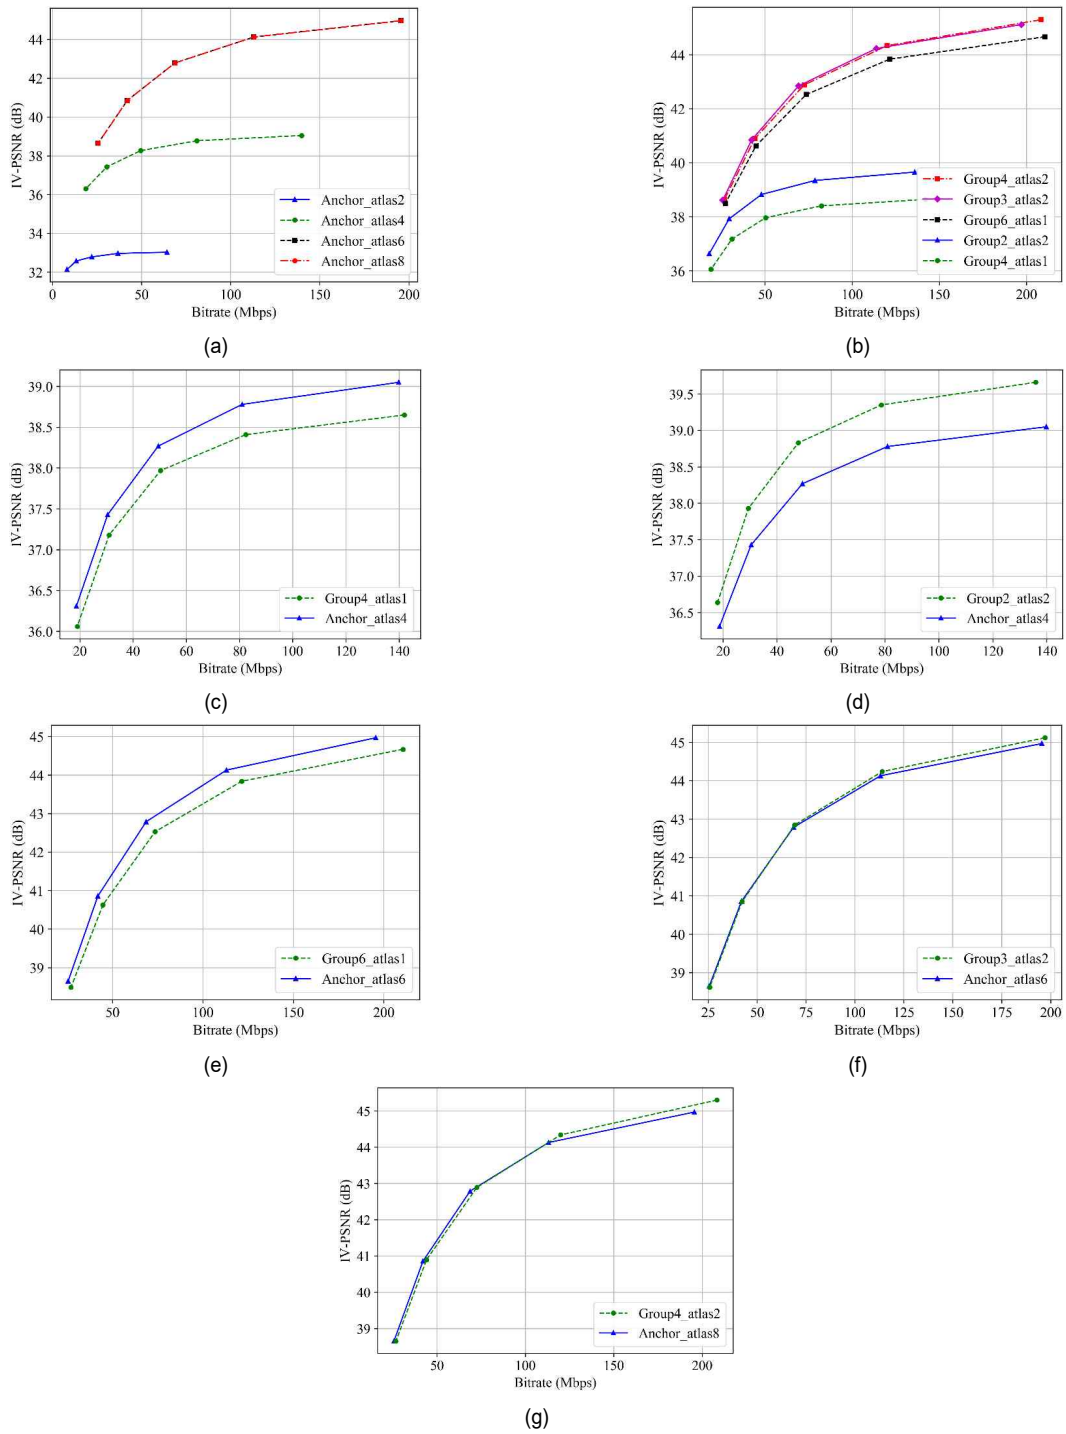 44
42
40
38
36
34
32
0
50
100
150
200
IV-PSNR (dB)
Bitrate (Mbps)
Anchor_atlas2
Anchor_atlas4
Anchor_atlas6
Anchor_atlas8
(a)
44
42
40
38
36
50
100
150
200
IV-PSNR (dB)
Bitrate (Mbps)
Group4_atlas2
Group3_atlas2
Group6_atlas1
Group2_atlas2
Group4_atlas1
(b)
39.0
38.5
38.0
37.5
37.0
36.5
36.0
20
40
60
80
100
120
140
IV-PSNR (dB)
Bitrate (Mbps)
Group4_atlas1
Anchor_atlas4
(c)
39.5
39.0
38.5
38.0
37.5
37.0
36.5
20
40
60
80
100
120
140
IV-PSNR (dB)
Bitrate (Mbps)
Group2_atlas2
Anchor_atlas4
(d)
45
44
43
42
41
40
39
50
100
150
200
IV-PSNR (dB)
Bitrate (Mbps)
Group6_atlas1
Anchor_atlas6
(e)
45
44
43
42
41
40
39
25
50
75
100
125
150
175
200
IV-PSNR (dB)
Bitrate (Mbps)
Group3_atlas2
Anchor_atlas6
(f)
45
44
43
42
41
40
39
50
100
150
200
IV-PSNR (dB)
Bitrate (Mbps)
Group4_atlas2
Anchor_atlas8
(g)